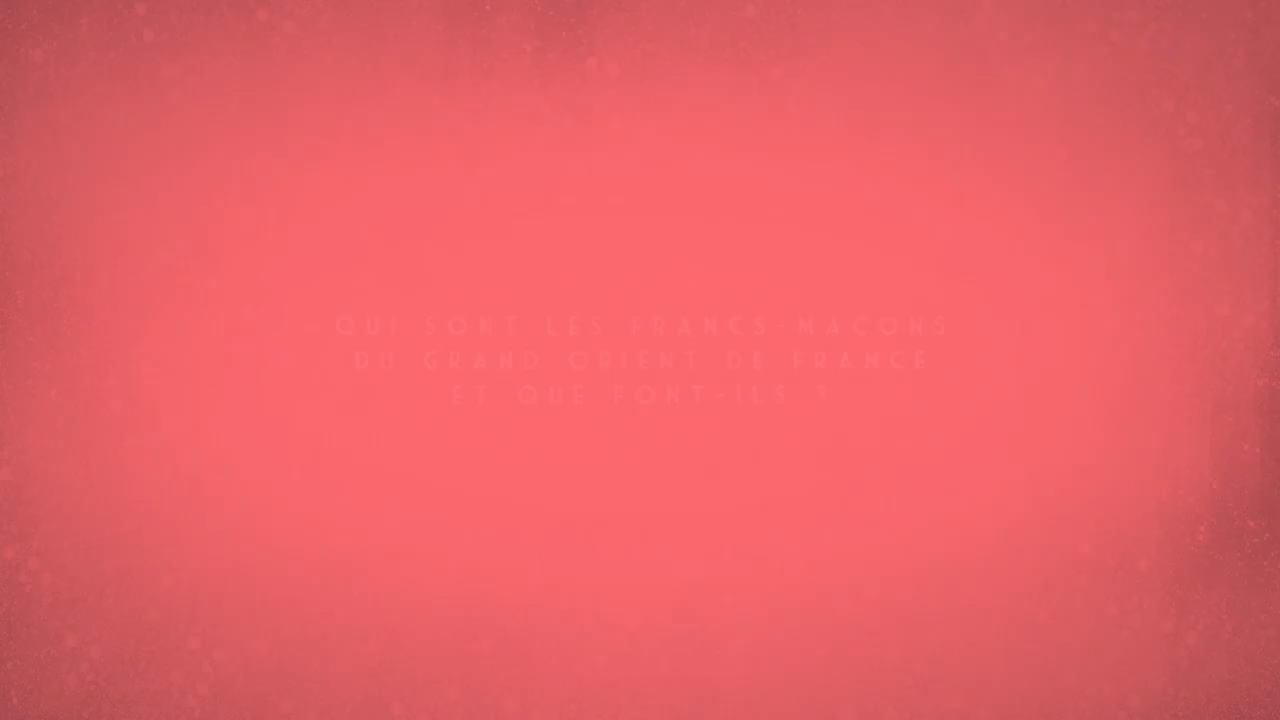 QUI SONT LES FRANCS-MAÇONS
DU GRAND ORIENT DE FRANCE
ET QUE FONT-ILS ?